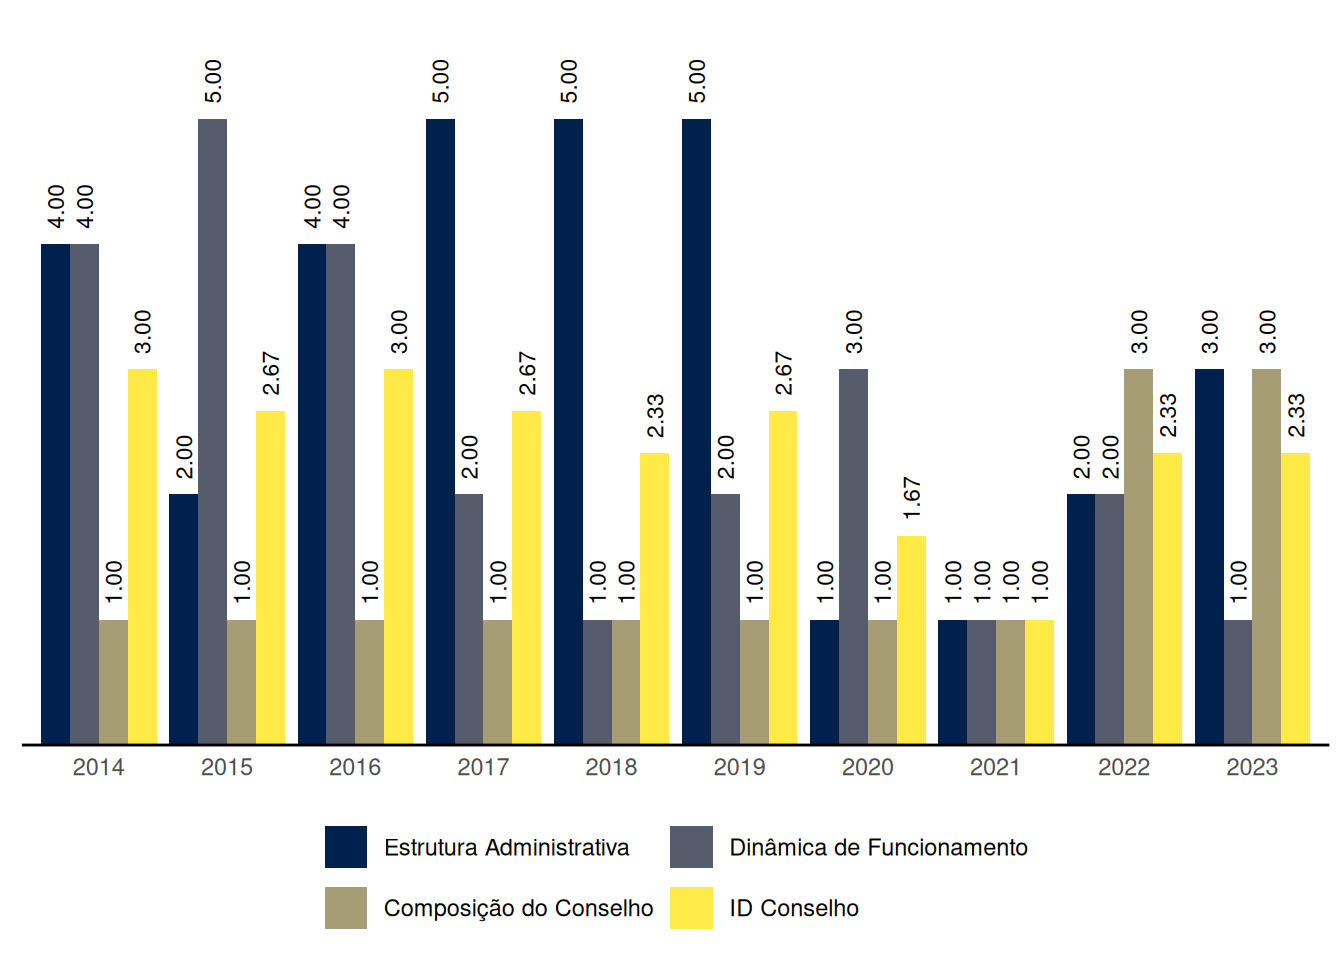 4.00 4.00 1.00 3.00
2.00 5.00 1.00 2.67
4.00 4.00 1.00 3.00
5.00 2.00 1.00 2.67
5.00 1.00 1.00 2.33
5.00 2.00 1.00 2.67
1.00 3.00 1.00 1.67
1.00 1.00 1.00 1.00
2.00 2.00 3.00 2.33
3.00 1.00 3.00 2.33
2014 2015 2016 2017 2018 2019 2020 2021 2022 2023
Estrutura Administrativa Dinâmica de Funcionamento
Composição do Conselho ID Conselho